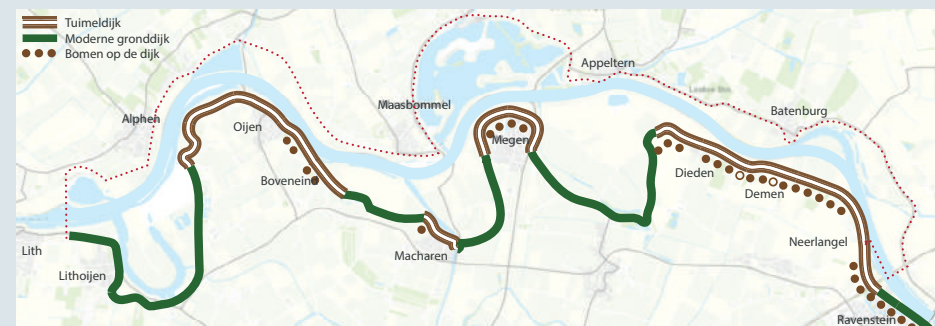 Tuimeldijk
Moderne gronddijk
Bomen op de dijk
Appeltern
Maasbommel
Batenburg
Alphen
Oijen
Megen
Dieden
Boveneind
Demen
Neerlangel
Lith
Macharen
Lithoijen
Ravenstein